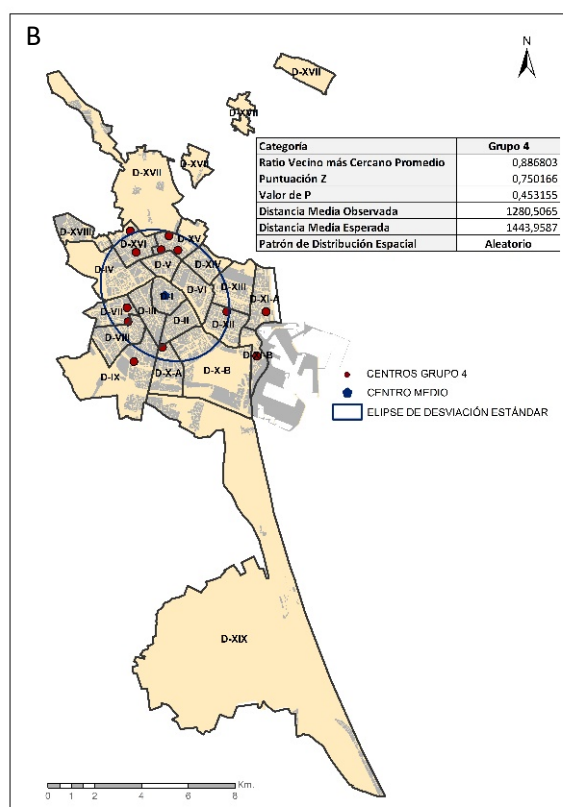 B
D-XVII
N
D-XVII
D-XVII
D-XVII
Categoría Grupo 4
Ratio Vecino más Cercano Promedio 0,886803
Puntuación Z 0,750166
Valor de P 0,453155
Distancia Media Observada 1280,5065
Distancia Media Esperada 1443,9587
Patrón de Distribución Espacial Aleatorio
D-XVIII
D-XVI
D-XV
D-IV
D-V
D-XIV
D-VI
D-XIII
D-XI-A
D-VII
D-III
D-II
D-XII
D-VIII
D-IX
D-X-A
D-X-B
CENTROS GRUPO 4
CENTRO MEDIO
ELIPSE DE DESVIACIÓN ESTÁNDAR
D-XIX
0 1 2 4 6 8 Km.